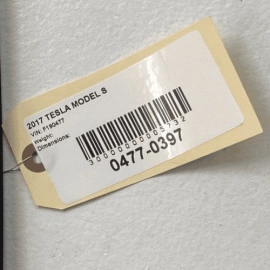 2017 TESLA MODEL S
VIN: F190477
Weight:
Dimensions:
0477-0397